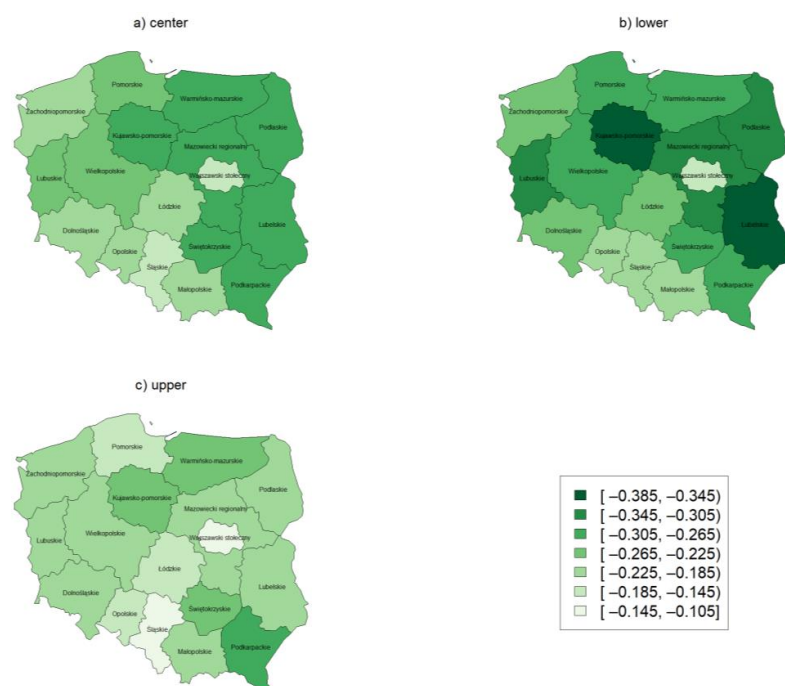 a) center
Pomorskie
Warmińsko-mazurskie
Zachodniopomorskie
Podlaskie
Kujawsko-pomorskie
Mazowiecki regionalny
Warszawski stołeczny
Lubuskie
Wielkopolskie
Łódzkie
Lubelskie
Dolnośląskie
Opolskie
Świętokrzyskie
Śląskie
Małopolskie
Podkarpackie
b) lower
Pomorskie
Warmińsko-mazurskie
Zachodniopomorskie
Podlaskie
Kujawsko-pomorskie
Mazowiecki regionalny
Warszawski stołeczny
Lubuskie
Wielkopolskie
Łódzkie
Lubelskie
Dolnośląskie
Opolskie
Świętokrzyskie
Śląskie
Małopolskie
Podkarpackie
c) upper
Pomorskie
Warmińsko-mazurskie
Zachodniopomorskie
Podlaskie
Kujawsko-pomorskie
Mazowiecki regionalny
Warszawski stołeczny
Lubuskie
Wielkopolskie
Łódzkie
Lubelskie
Dolnośląskie
Opolskie
Świętokrzyskie
Śląskie
Małopolskie
Podkarpackie
[ −0.385, −0.345)
[ −0.345, −0.305)
[ −0.305, −0.265)
[ −0.265, −0.225)
[ −0.225, −0.185)
[ −0.185, −0.145)
[ −0.145, −0.105]